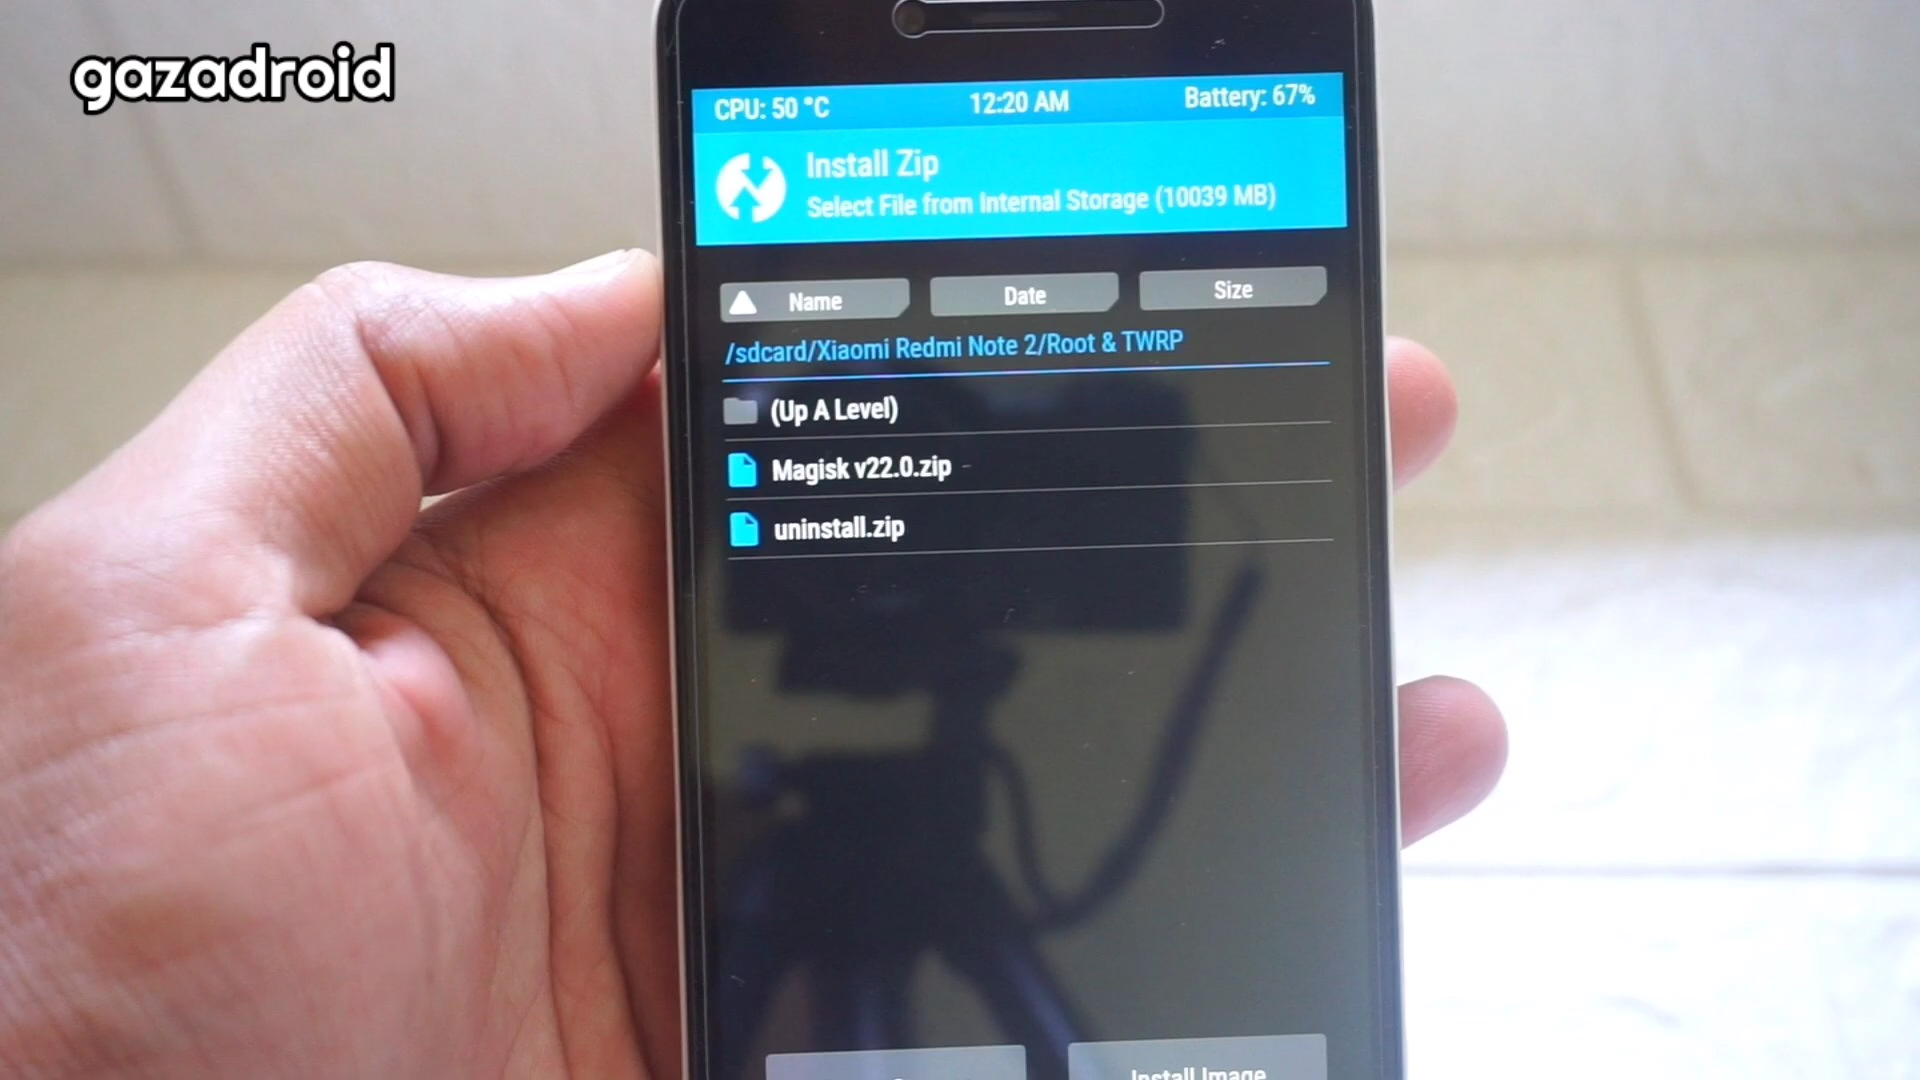 gazadroid
CPU: 50 °C 12:20 AM Battery: 67%
Install Zip
Select File from Internal Storage (10039 MB)
Name Date Size
/sdcard/Xiaomi Redmi Note 2/Root & TWRP
(Up A Level)
Magisk v22.0.zip
uninstall.zip
Install Image